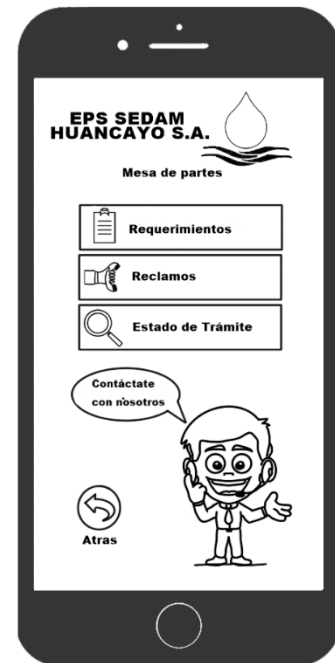 EPS SEDAM
HUANCAYO S.A.
Mesa de partes
Requerimientos
Reclamos
Estado de Trámite
Contáctate
con nosotros
Atras